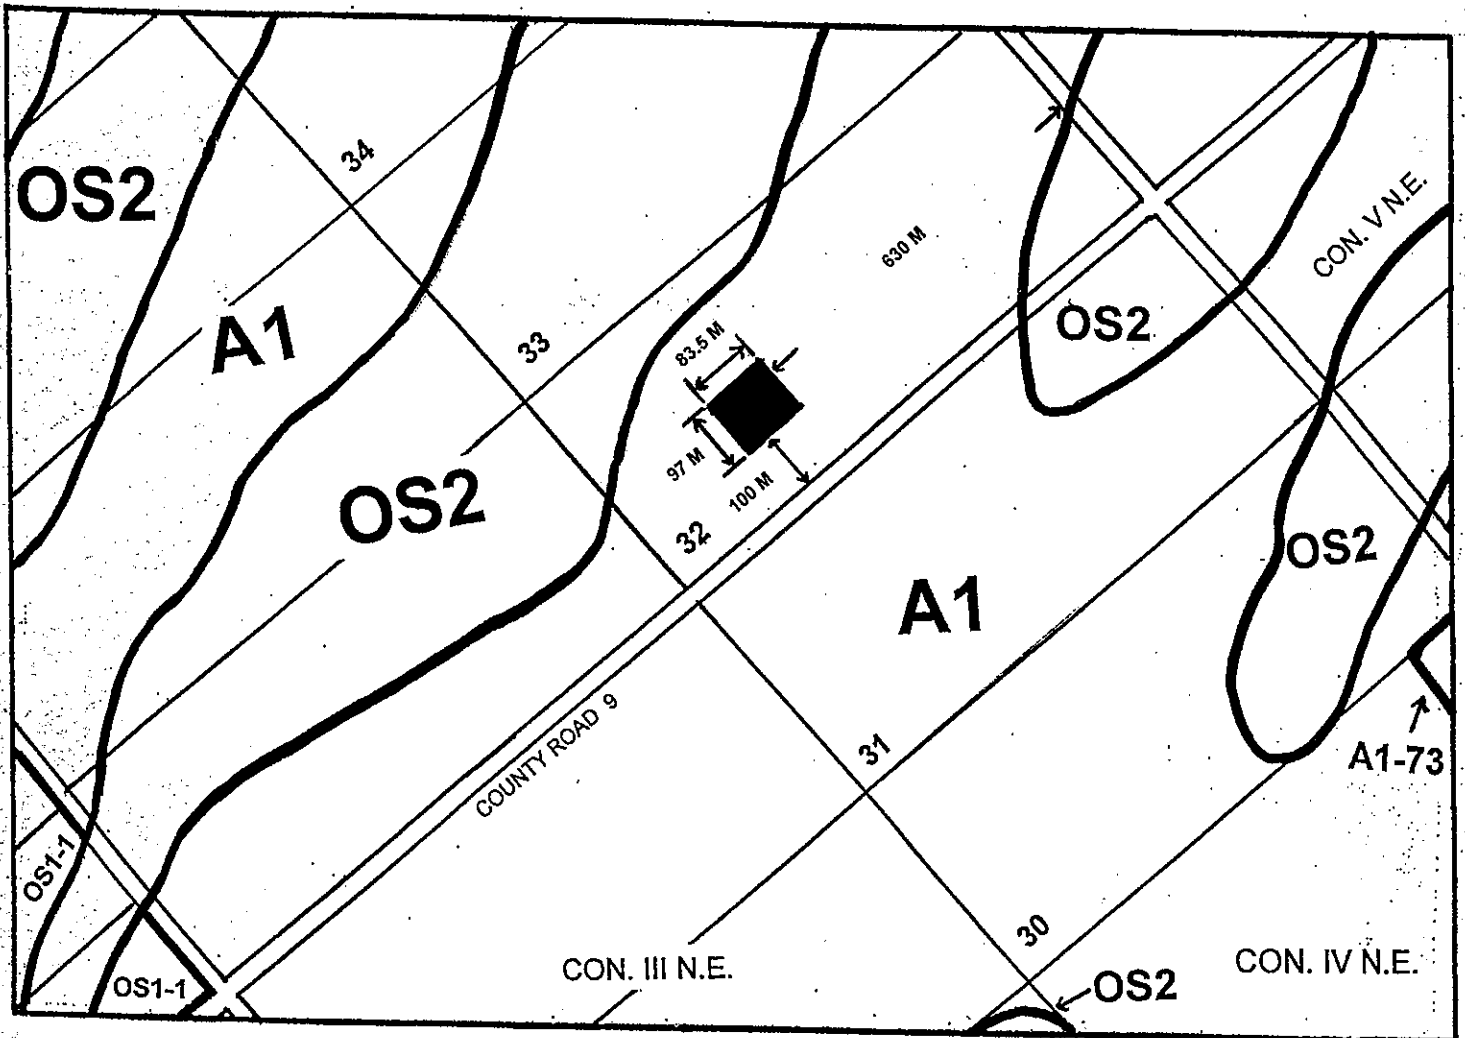 34
OS2
CON. V N.E.
630 M
A1
OS2
33
83.5 M
97 M
100 M
OS2
32
OS2
A1
COUNTY ROAD 9
31
A1-73
OS1-1
30
CON. III N.E.
CON. IV N.E.
OS1-1
OS2